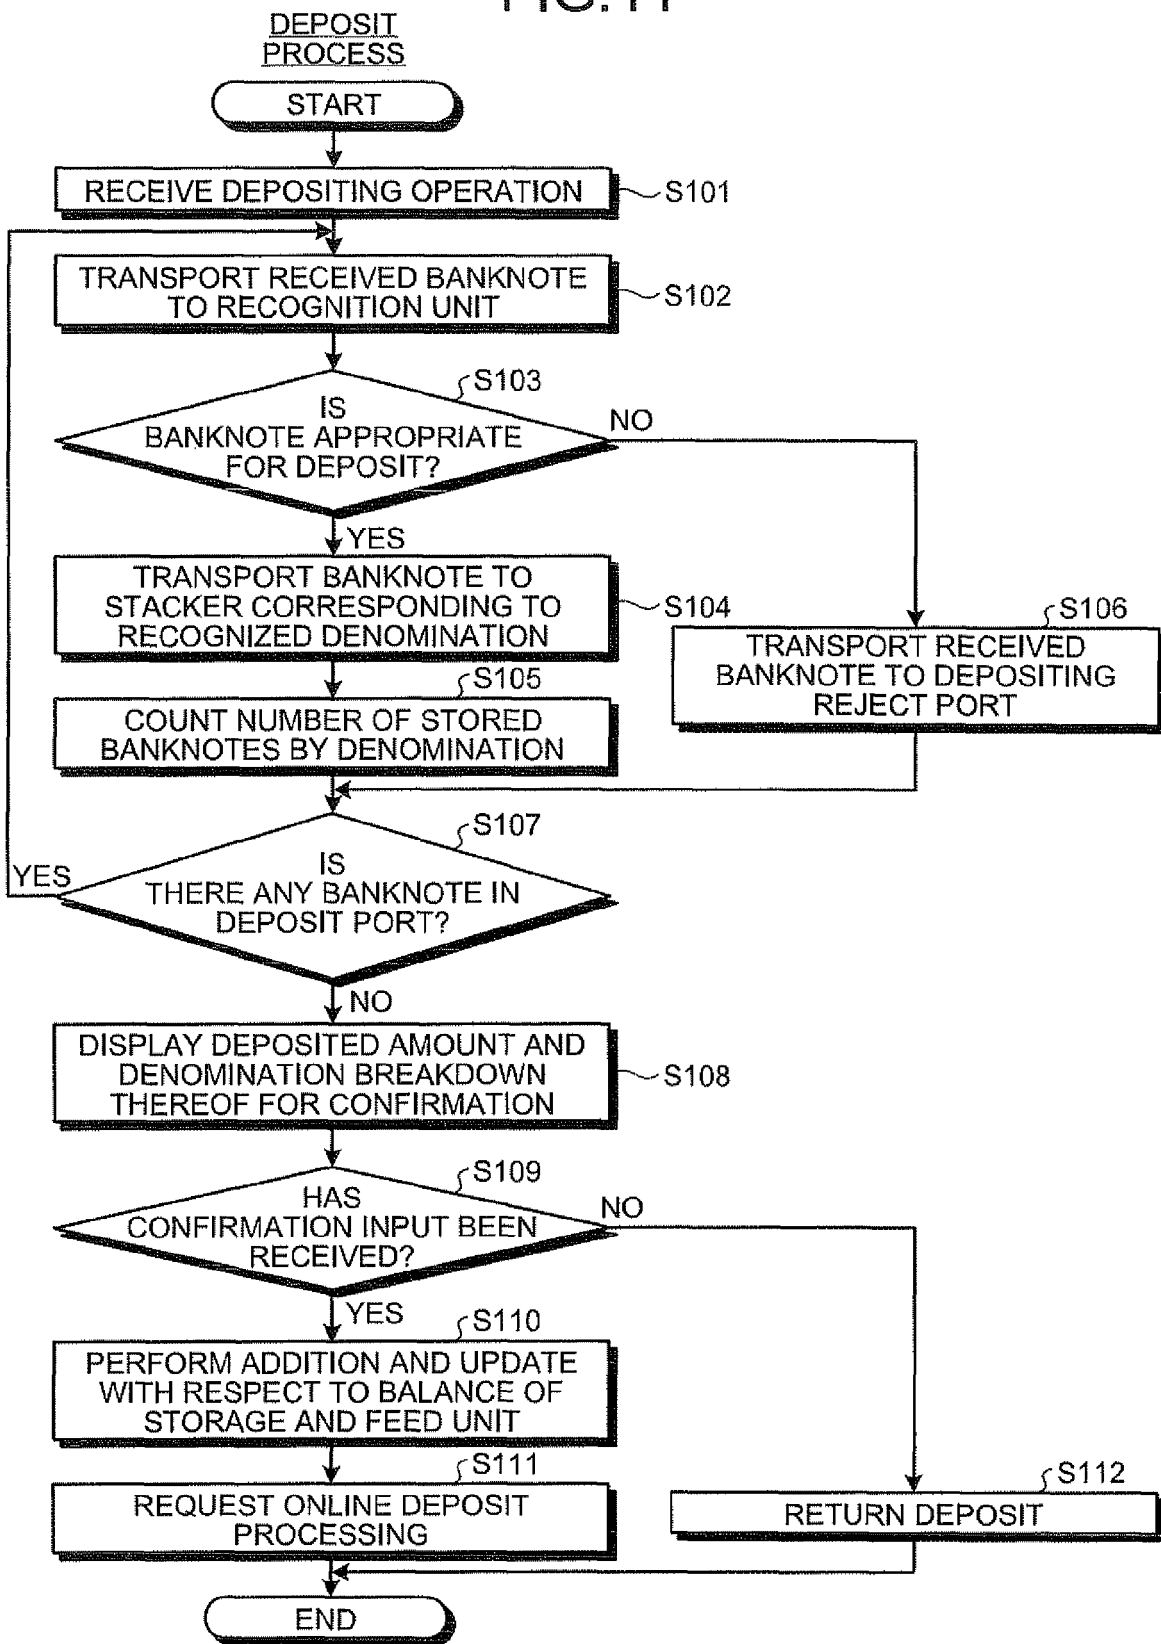 DEPOSIT
PROCESS
START
RECEIVE DEPOSITING OPERATION
S101
TRANSPORT RECEIVED BANKNOTE
TO RECOGNITION UNIT
S102
S103
IS
BANKNOTE APPROPRIATE
FOR DEPOSIT?
NO
YES
TRANSPORT BANKNOTE TO
STACKER CORRESPONDING TO
RECOGNIZED DENOMINATION
S104
S106
TRANSPORT RECEIVED
BANKNOTE TO DEPOSITING
REJECT PORT
S105
COUNT NUMBER OF STORED
BANKNOTES BY DENOMINATION
S107
IS
THERE ANY BANKNOTE IN
DEPOSIT PORT?
YES
NO
DISPLAY DEPOSITED AMOUNT AND
DENOMINATION BREAKDOWN
THEREOF FOR CONFIRMATION
S108
S109
HAS
CONFIRMATION INPUT BEEN
RECEIVED?
NO
YES
S110
PERFORM ADDITION AND UPDATE
WITH RESPECT TO BALANCE OF
STORAGE AND FEED UNIT
S111
REQUEST ONLINE DEPOSIT
PROCESSING
S112
RETURN DEPOSIT
END